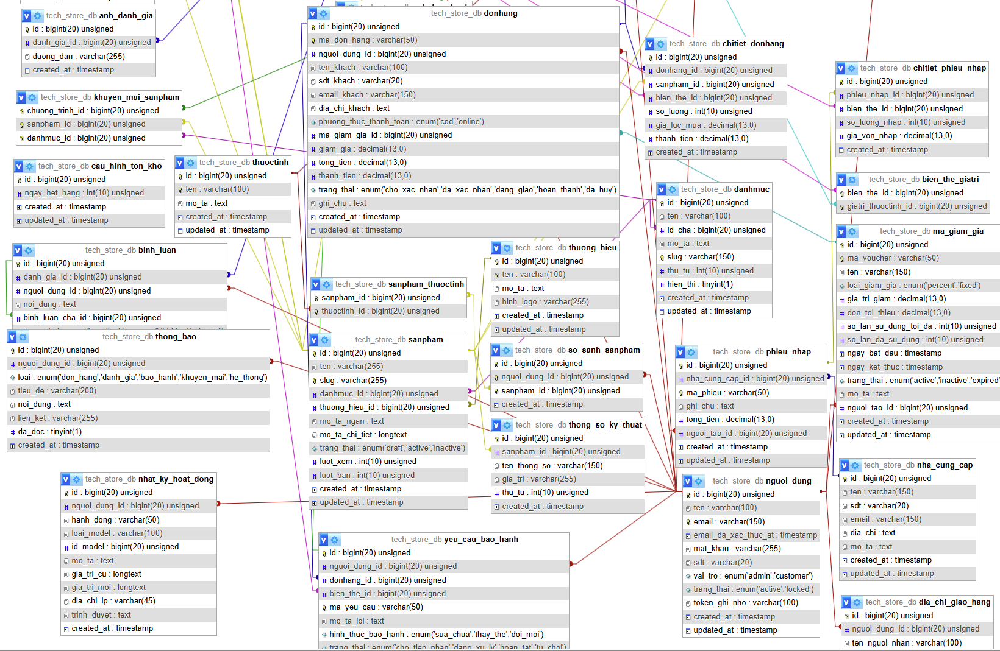 tech_store_db anh_danh_gia
id : bigint(20) unsigned
danh_gia_id : bigint(20) unsigned
duong_dan : varchar(255)
created_at : timestamp
tech_store_db khuyen_mai_sanpham
chuong_trinh_id : bigint(20) unsigned
sanpham_id : bigint(20) unsigned
danhmuc_id : bigint(20) unsigned
tech_store_db cau_hinh_ton_kho
id : bigint(20) unsigned
ngay_het_hang : int(10) unsigned
created_at : timestamp
updated_at : timestamp
tech_store_db thuoctinh
id : bigint(20) unsigned
ten : varchar(100)
mo_ta : text
created_at : timestamp
updated_at : timestamp
tech_store_db binh_luan
id : bigint(20) unsigned
danh_gia_id : bigint(20) unsigned
nguoi_dung_id : bigint(20) unsigned
noi_dung : text
binh_luan_cha_id : bigint(20) unsigned
tech_store_db thong_bao
id : bigint(20) unsigned
nguoi_dung_id : bigint(20) unsigned
loai : enum('don_hang','danh_gia','bao_hanh','khuyen_mai','he_thong')
tieu_de : varchar(200)
noi_dung : text
lien_ket : varchar(255)
da_doc : tinyint(1)
created_at : timestamp
tech_store_db nhat_ky_hoat_dong
id : bigint(20) unsigned
nguoi_dung_id : bigint(20) unsigned
hanh_dong : varchar(50)
loai_model : varchar(100)
id_model : bigint(20) unsigned
mo_ta : text
gia_tri_cu : longtext
gia_tri_moi : longtext
dia_chi_ip : varchar(45)
trinh_duyet : text
created_at : timestamp
tech_store_db donhang
id : bigint(20) unsigned
ma_don_hang : varchar(50)
nguoi_dung_id : bigint(20) unsigned
ten_khach : varchar(100)
sdt_khach : varchar(20)
email_khach : varchar(150)
dia_chi_khach : text
phuong_thuc_thanh_toan : enum('cod','online')
ma_giam_gia_id : bigint(20) unsigned
giam_gia : decimal(13,0)
tong_tien : decimal(13,0)
thanh_tien : decimal(13,0)
trang_thai : enum('cho_xac_nhan','da_xac_nhan','dang_giao','hoan_thanh','da_huy')
ghi_chu : text
created_at : timestamp
updated_at : timestamp
tech_store_db sanpham_thuoctinh
sanpham_id : bigint(20) unsigned
thuoctinh_id : bigint(20) unsigned
tech_store_db sanpham
id : bigint(20) unsigned
ten : varchar(255)
slug : varchar(255)
danhmuc_id : bigint(20) unsigned
thuong_hieu_id : bigint(20) unsigned
mo_ta_ngan : text
mo_ta_chi_tiet : longtext
trang_thai : enum('draft','active','inactive')
luot_xem : int(10) unsigned
luot_ban : int(10) unsigned
created_at : timestamp
updated_at : timestamp
tech_store_db yeu_cau_bao_hanh
id : bigint(20) unsigned
nguoi_dung_id : bigint(20) unsigned
donhang_id : bigint(20) unsigned
bien_the_id : bigint(20) unsigned
ma_yeu_cau : varchar(50)
mo_ta_loi : text
hinh_thuc_bao_hanh : enum('sua_chua','thay_the','doi_moi')
trang_thai : enum('cho_tiep_nhan','dang_xu_ly','hoan_tat','tu_choi')
tech_store_db thuong_hieu
id : bigint(20) unsigned
ten : varchar(100)
mo_ta : text
hinh_logo : varchar(255)
created_at : timestamp
updated_at : timestamp
tech_store_db so_sanh_sanpham
id : bigint(20) unsigned
nguoi_dung_id : bigint(20) unsigned
sanpham_id : bigint(20) unsigned
created_at : timestamp
tech_store_db thong_so_ky_thuat
id : bigint(20) unsigned
sanpham_id : bigint(20) unsigned
ten_thong_so : varchar(150)
gia_tri : varchar(255)
thu_tu : int(10) unsigned
created_at : timestamp
tech_store_db chitiet_donhang
id : bigint(20) unsigned
donhang_id : bigint(20) unsigned
sanpham_id : bigint(20) unsigned
bien_the_id : bigint(20) unsigned
so_luong : int(10) unsigned
gia_luc_mua : decimal(13,0)
thanh_tien : decimal(13,0)
created_at : timestamp
tech_store_db danhmuc
id : bigint(20) unsigned
ten : varchar(100)
id_cha : bigint(20) unsigned
mo_ta : text
slug : varchar(150)
thu_tu : int(10) unsigned
hien_thi : tinyint(1)
created_at : timestamp
updated_at : timestamp
tech_store_db phieu_nhap
id : bigint(20) unsigned
nha_cung_cap_id : bigint(20) unsigned
ma_phieu : varchar(50)
ghi_chu : text
tong_tien : decimal(13,0)
nguoi_tao_id : bigint(20) unsigned
created_at : timestamp
updated_at : timestamp
tech_store_db nguoi_dung
id : bigint(20) unsigned
ten : varchar(100)
email : varchar(150)
email_da_xac_thuc_at : timestamp
mat_khau : varchar(255)
sdt : varchar(20)
vai_tro : enum('admin','customer')
trang_thai : enum('active','locked')
token_ghi_nho : varchar(100)
created_at : timestamp
updated_at : timestamp
tech_store_db chitiet_phieu_nhap
id : bigint(20) unsigned
phieu_nhap_id : bigint(20) unsigned
bien_the_id : bigint(20) unsigned
so_luong_nhap : int(10) unsigned
gia_von_nhap : decimal(13,0)
created_at : timestamp
tech_store_db bien_the_giatri
bien_the_id : bigint(20) unsigned
giatri_thuoctinh_id : bigint(20) unsigned
tech_store_db ma_giam_gia
id : bigint(20) unsigned
ma_voucher : varchar(50)
ten : varchar(150)
loai_giam_gia : enum('percent','fixed')
gia_tri_giam : decimal(13,0)
don_toi_thieu : decimal(13,0)
so_lan_su_dung_toi_da : int(10) unsigned
so_lan_da_su_dung : int(10) unsigned
ngay_bat_dau : timestamp
ngay_ket_thuc : timestamp
trang_thai : enum('active','inactive','expired'
mo_ta : text
nguoi_tao_id : bigint(20) unsigned
created_at : timestamp
updated_at : timestamp
tech_store_db nha_cung_cap
id : bigint(20) unsigned
ten : varchar(150)
sdt : varchar(20)
email : varchar(150)
dia_chi : text
mo_ta : text
created_at : timestamp
updated_at : timestamp
tech_store_db dia_chi_giao_hang
id : bigint(20) unsigned
nguoi_dung_id : bigint(20) unsigned
ten_nguoi_nhan : varchar(100)